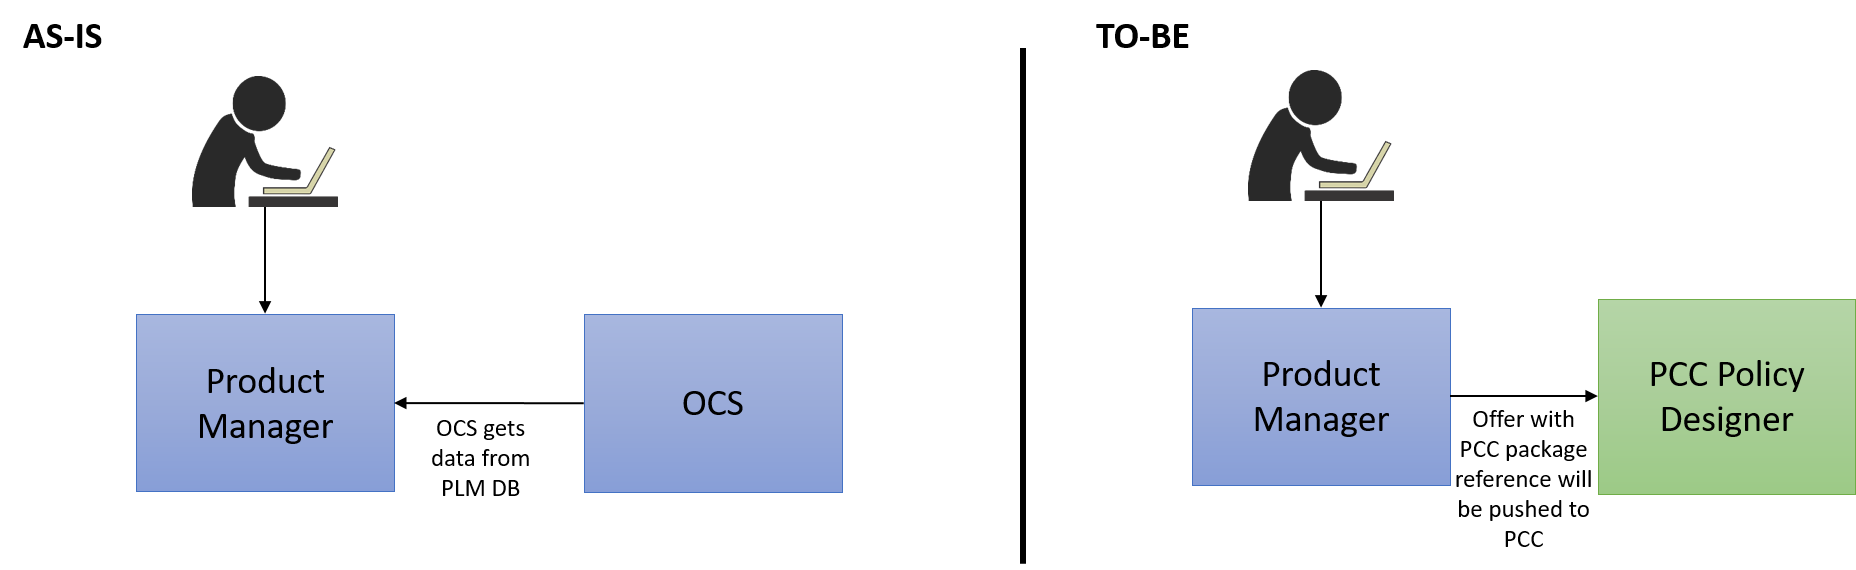 AS-IS
Product
Manager
OCS gets
data from
PLM DB
OCS
TO-BE
Product
Manager
Offer with
PCC package
reference will
be pushed to
PCC
PCC Policy
Designer